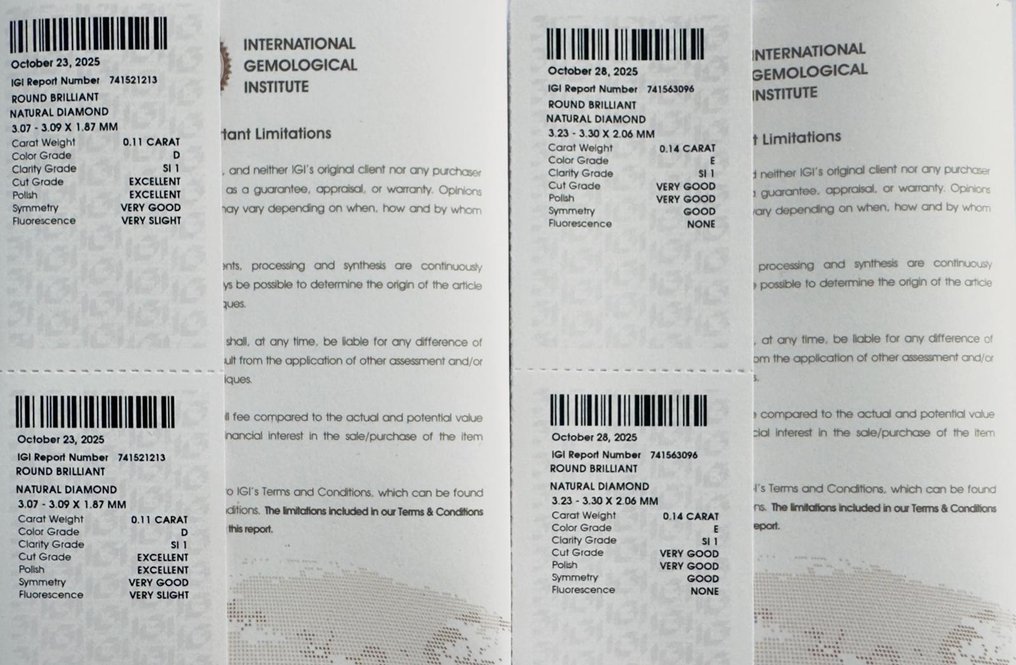 October 23, 2025
IGI Report Number 741521213
ROUND BRILLIANT
NATURAL DIAMOND
3.07 - 3.09 X 1.87 MM
Carat Weight 0.11 CARAT
Color Grade D
Clarity Grade SI 1
Cut Grade EXCELLENT
Polish EXCELLENT
Symmetry VERY GOOD
Fluorescence VERY SLIGHT
October 23, 2025
IGI Report Number 741521213
ROUND BRILLIANT
NATURAL DIAMOND
3.07 - 3.09 X 1.87 MM
Carat Weight 0.11 CARAT
Color Grade D
Clarity Grade SI 1
Cut Grade EXCELLENT
Polish EXCELLENT
Symmetry VERY GOOD
Fluorescence VERY SLIGHT
INTERNATIONAL
GEMOLOGICAL
INSTITUTE
Limitations
, and neither IGI's original client nor any purchaser
as a guarantee, appraisal, or warranty. Opinions
may vary depending on when, how and by whom
processing and synthesis are continuously
be possible to determine the origin of the article
shall, at any time, be liable for any difference of
from the application of other assessment and/or
fee compared to the actual and potential value
interest in the sale/purchase of the item
to IGI's Terms and Conditions, which can be found
The limitations included in our Terms & Conditions
this report.
October 28, 2025
IGI Report Number 741563096
ROUND BRILLIANT
NATURAL DIAMOND
3.23 - 3.30 X 2.06 MM
Carat Weight 0.14 CARAT
Color Grade E
Clarity Grade SI 1
Cut Grade VERY GOOD
Polish VERY GOOD
Symmetry GOOD
Fluorescence NONE
October 28, 2025
IGI Report Number 741563096
ROUND BRILLIANT
NATURAL DIAMOND
3.23 - 3.30 X 2.06 MM
Carat Weight 0.14 CARAT
Color Grade E
Clarity Grade SI 1
Cut Grade VERY GOOD
Polish VERY GOOD
Symmetry GOOD
Fluorescence NONE
INTERNATIONAL
GEMOLOGICAL
INSTITUTE
Limitations
neither IGI's original client nor any purchaser
guarantee, appraisal, or warranty. Opinions
vary depending on when, how and by whom
processing and synthesis are continuously
possible to determine the origin of the article
, at any time, be liable for any difference of
from the application of other assessment and/or
compared to the actual and potential value
interest in the sale/purchase of the item
IGI's Terms and Conditions, which can be found
The limitations included in our Terms & Conditions
report.